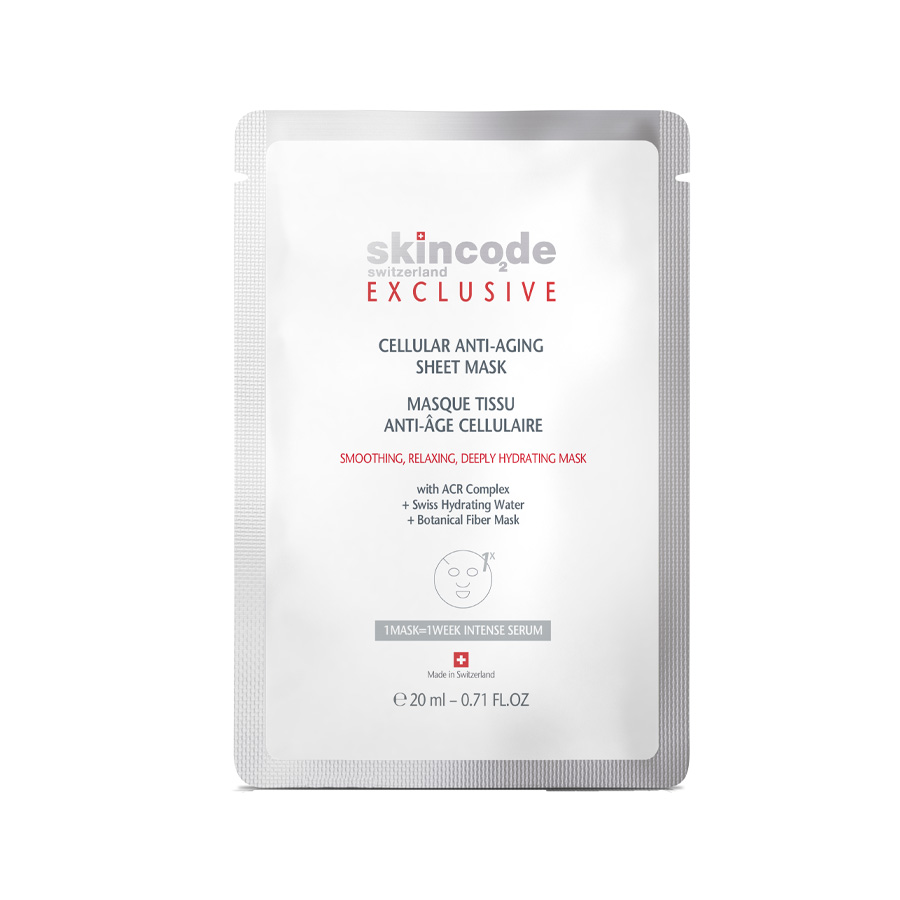 skinco₂de
switzerland
EXCLUSIVE
CELLULAR ANTI-AGING
SHEET MASK
MASQUE TISSU
ANTI-ÂGE CELLULAIRE
SMOOTHING, RELAXING, DEEPLY HYDRATING MASK
with ACR Complex
+ Swiss Hydrating Water
+ Botanical Fiber Mask
1X
1MASK=1WEEK INTENSE SERUM
Made in Switzerland
℮ 20 ml – 0.71 FL.OZ